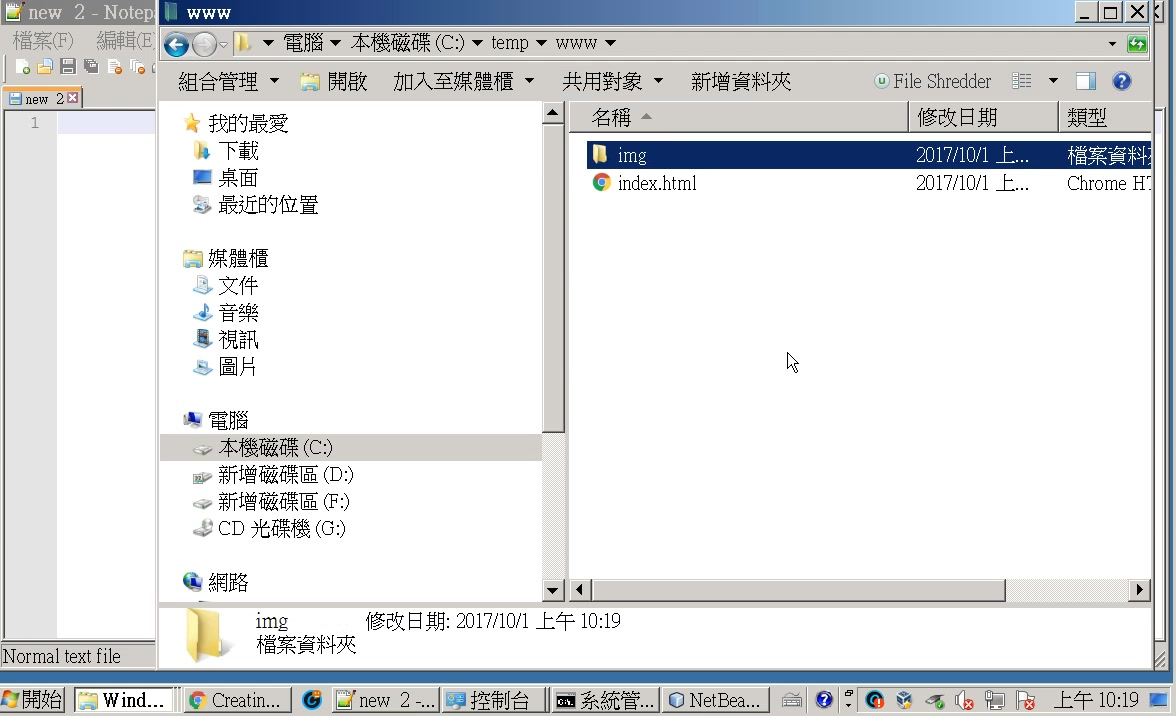 new 2 - Notep
www
檔案(F) 編輯(E
電腦 本機磁碟 (C:) temp www
組合管理 開啟 加入至媒體櫃 共用對象 新增資料夾 File Shredder
new 2
1
我的最愛
下載
桌面
最近的位置
媒體櫃
文件
音樂
視訊
圖片
電腦
本機磁碟 (C:)
新增磁碟區 (D:)
新增磁碟區 (F:)
CD 光碟機 (G:)
網路
名稱 修改日期 類型
img 2017/10/1 上... 檔案資料夾
index.html 2017/10/1 上... Chrome HT
img 修改日期: 2017/10/1 上午 10:19
檔案資料夾
Normal text file
開始 Wind... Creatin... new 2 -... 控制台 系統管... NetBea... 上午 10:19